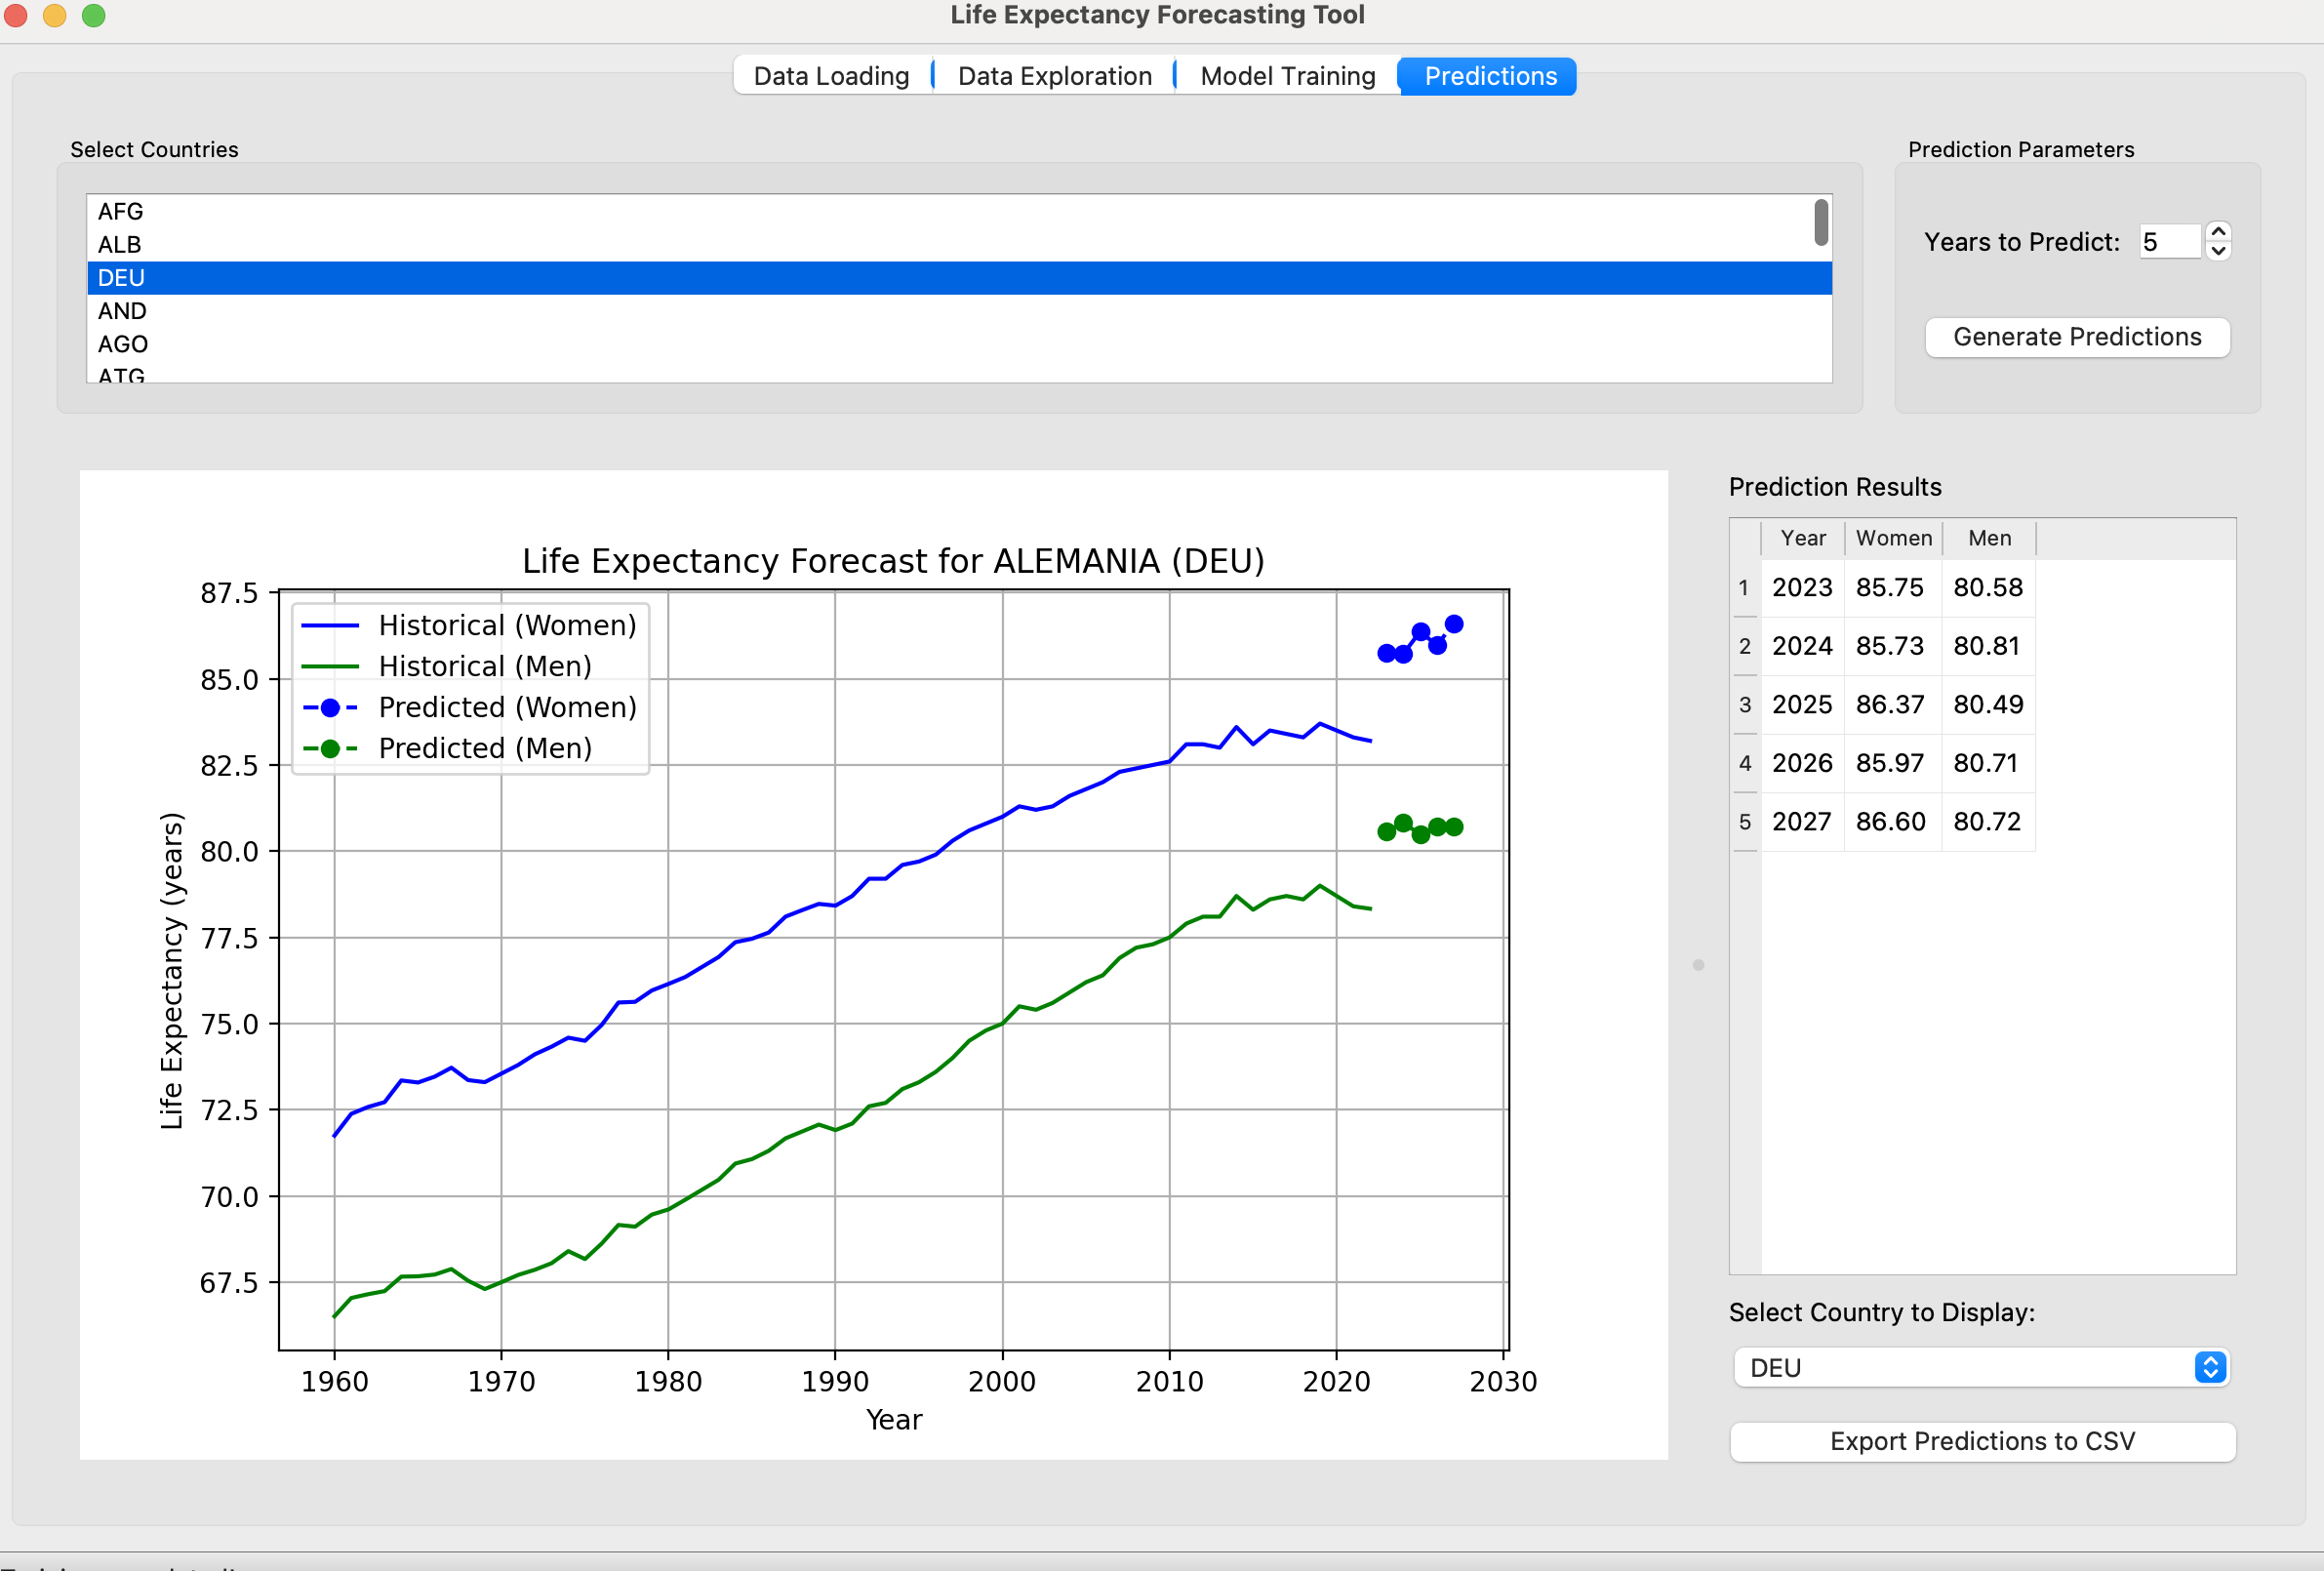 Life Expectancy Forecasting Tool
Data Loading Data Exploration Model Training Predictions
Select Countries
AFG
ALB
DEU
AND
AGO
ATG
Prediction Parameters
Years to Predict: 5
Generate Predictions
Life Expectancy Forecast for ALEMANIA (DEU)
Historical (Women)
Historical (Men)
Predicted (Women)
Predicted (Men)
87.5
85.0
82.5
80.0
77.5
75.0
72.5
70.0
67.5
Life Expectancy (years)
1960 1970 1980 1990 2000 2010 2020 2030
Year
Prediction Results
Year Women Men
1 2023 85.75 80.58
2 2024 85.73 80.81
3 2025 86.37 80.49
4 2026 85.97 80.71
5 2027 86.60 80.72
Select Country to Display:
DEU
Export Predictions to CSV